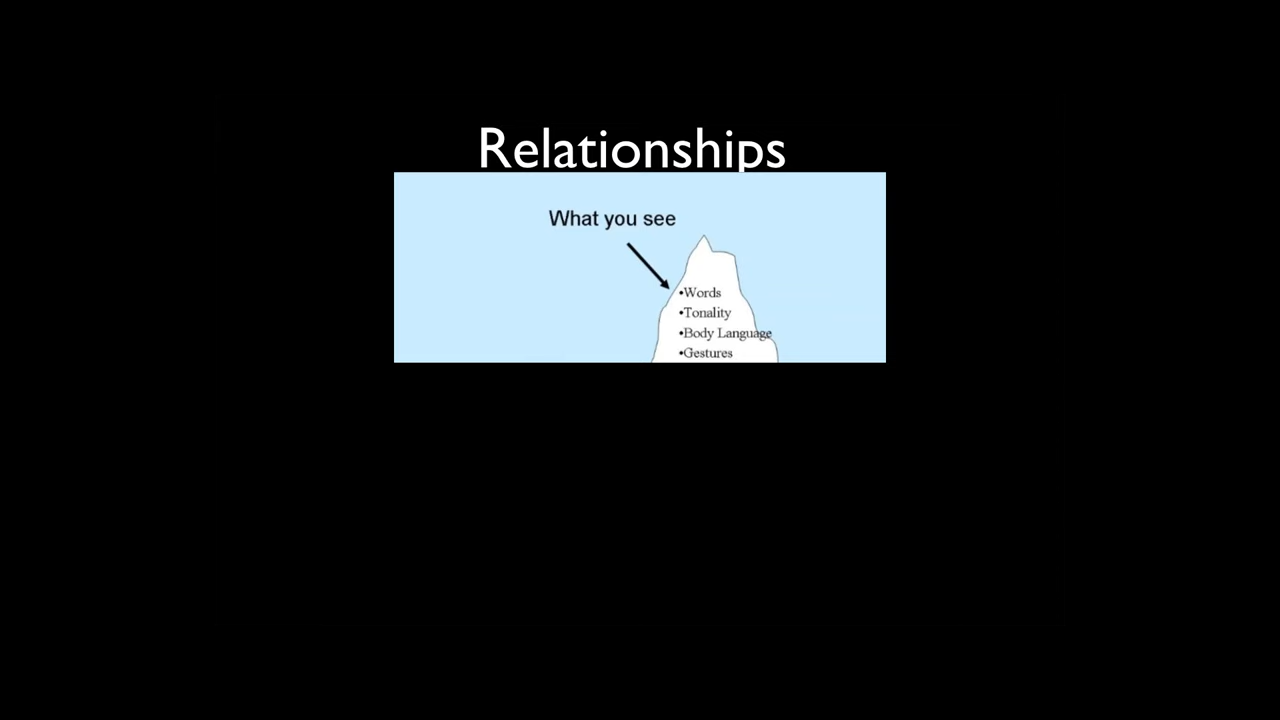 Relationships
What you see
•Words
•Tonality
•Body Language
•Gestures